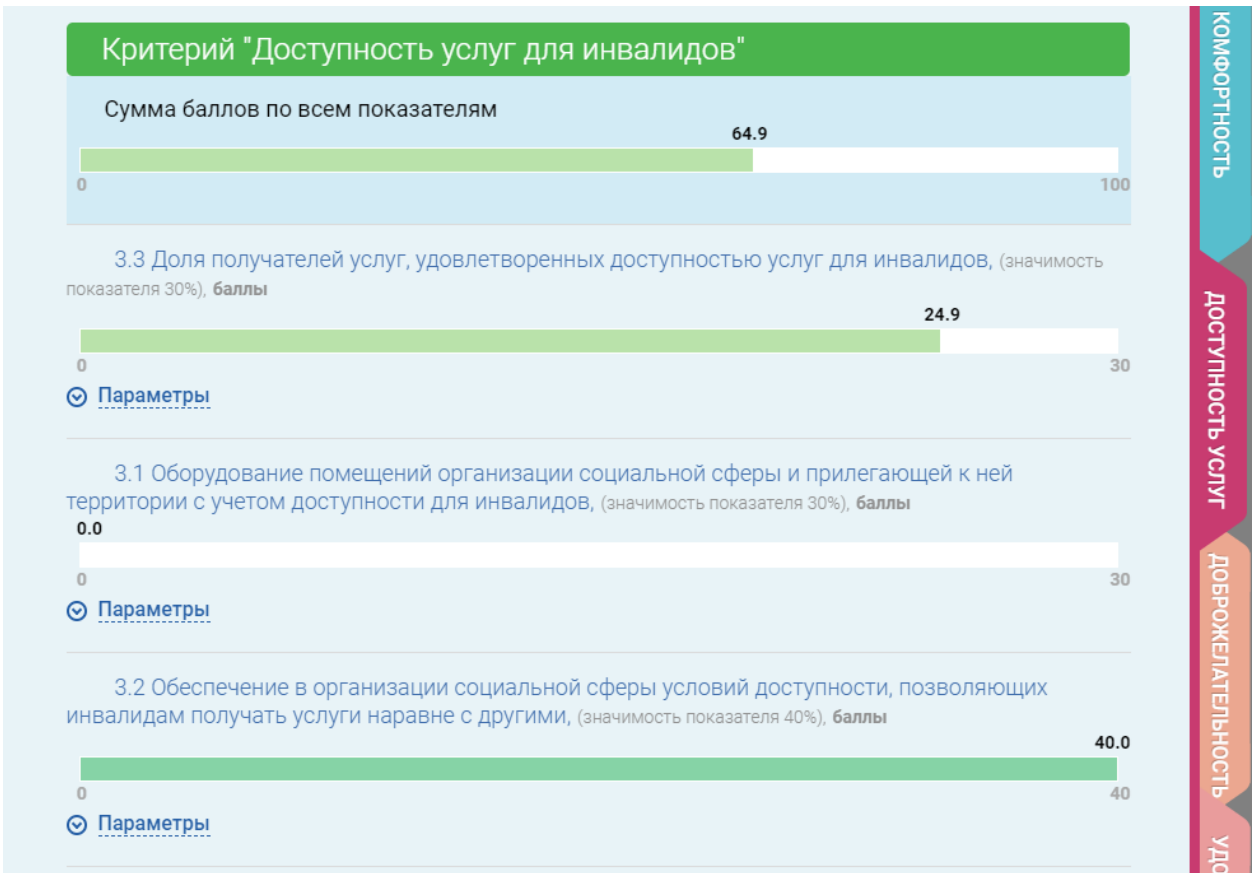 Критерий "Доступность услуг для инвалидов"
Сумма баллов по всем показателям
64.9
0
100
3.3 Доля получателей услуг, удовлетворенных доступностью услуг для инвалидов, (значимость
показателя 30%), баллы
24.9
0
30
Параметры
3.1 Оборудование помещений организации социальной сферы и прилегающей к ней
территории с учетом доступности для инвалидов, (значимость показателя 30%), баллы
0.0
0
30
Параметры
3.2 Обеспечение в организации социальной сферы условий доступности, позволяющих
инвалидам получать услуги наравне с другими, (значимость показателя 40%), баллы
40.0
0
40
Параметры
КОМФОРТНОСТЬ
ДОСТУПНОСТЬ УСЛУГ
ДОБРОЖЕЛАТЕЛЬНОСТЬ